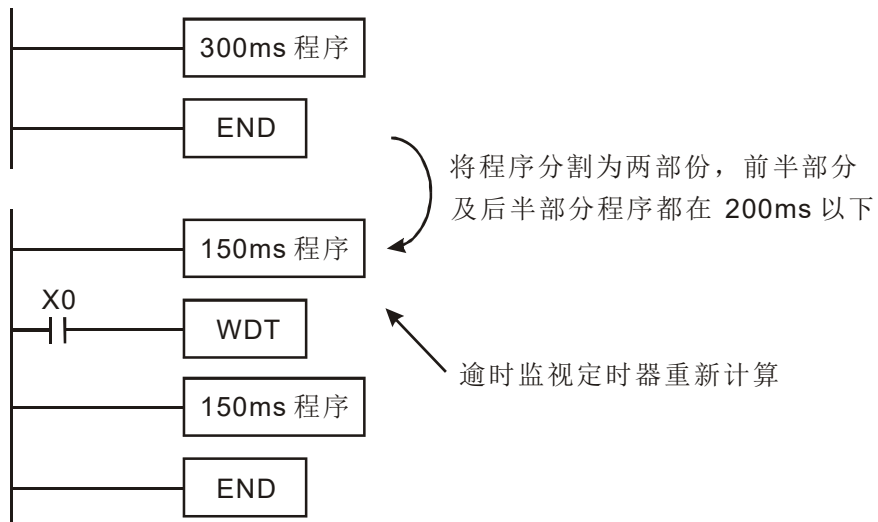 300ms 程序
END
将程序分割为两部份，前半部分
及后半部分程序都在 200ms 以下
150ms 程序
X0
WDT
逾时监视定时器重新计算
150ms 程序
END